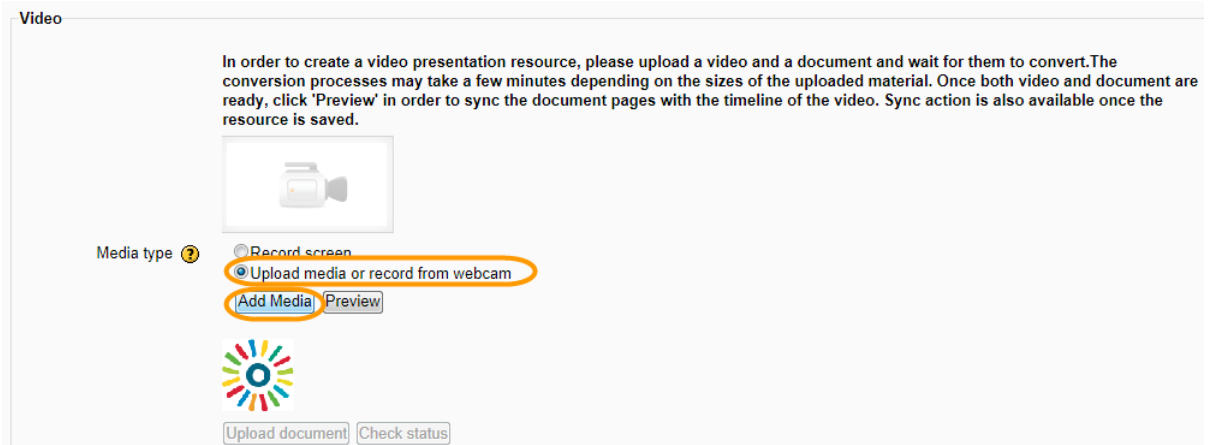 Video
In order to create a video presentation resource, please upload a video and a document and wait for them to convert.The
conversion processes may take a few minutes depending on the sizes of the uploaded material. Once both video and document are
ready, click 'Preview' in order to sync the document pages with the timeline of the video. Sync action is also available once the
resource is saved.
Media type ?
Record screen
Upload media or record from webcam
Add Media Preview
Upload document Check status